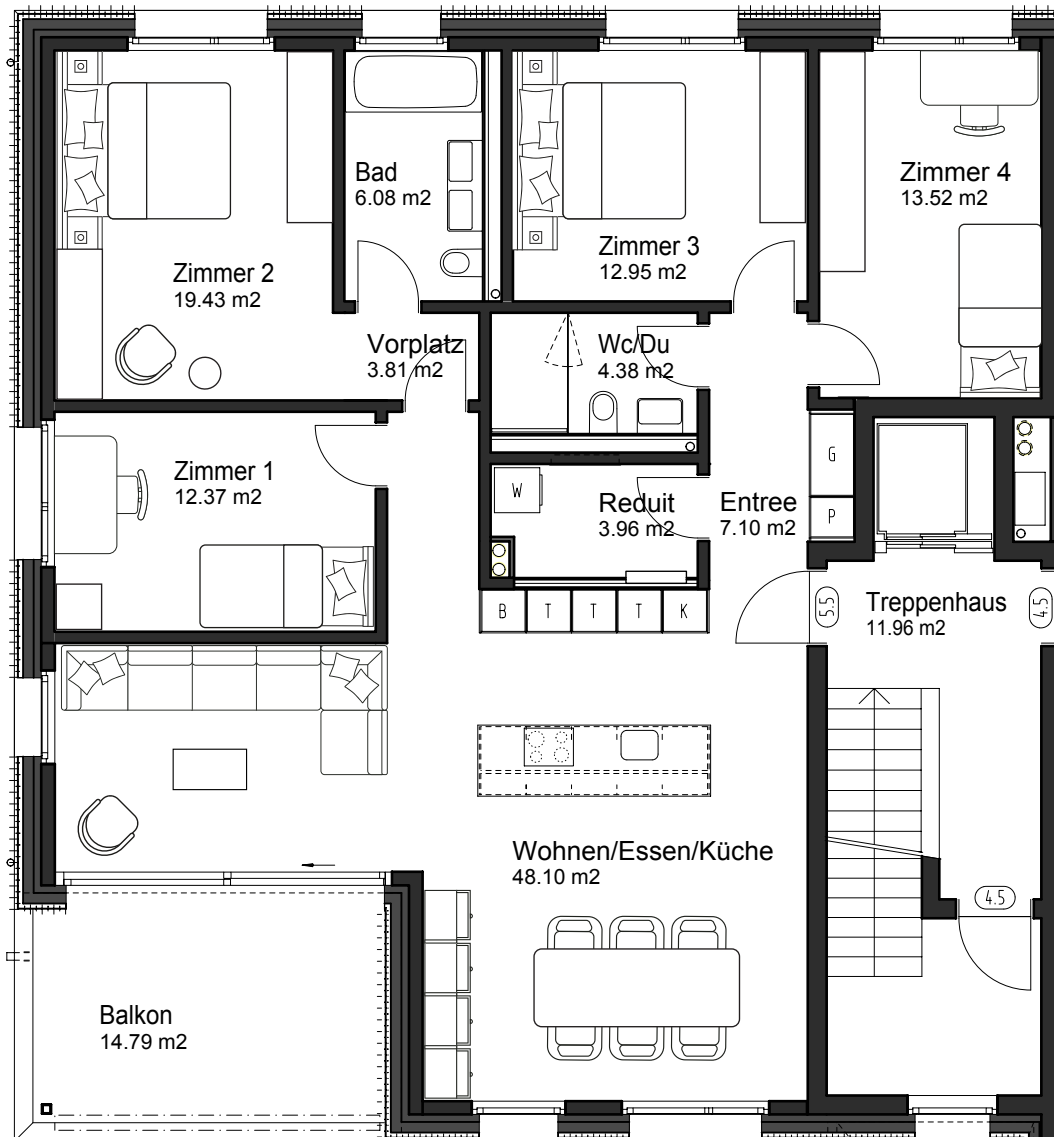 Bad
6.08 m2
Zimmer 4
13.52 m2
Zimmer 3
12.95 m2
Zimmer 2
19.43 m2
Vorplatz
3.81 m2
Wc/Du
4.38 m2
Zimmer 1
12.37 m2
G
W
Reduit
3.96 m2
Entree
7.10 m2
P
B
T
T
T
K
5.5
Treppenhaus
11.96 m2
4.5
Wohnen/Essen/Küche
48.10 m2
4.5
Balkon
14.79 m2